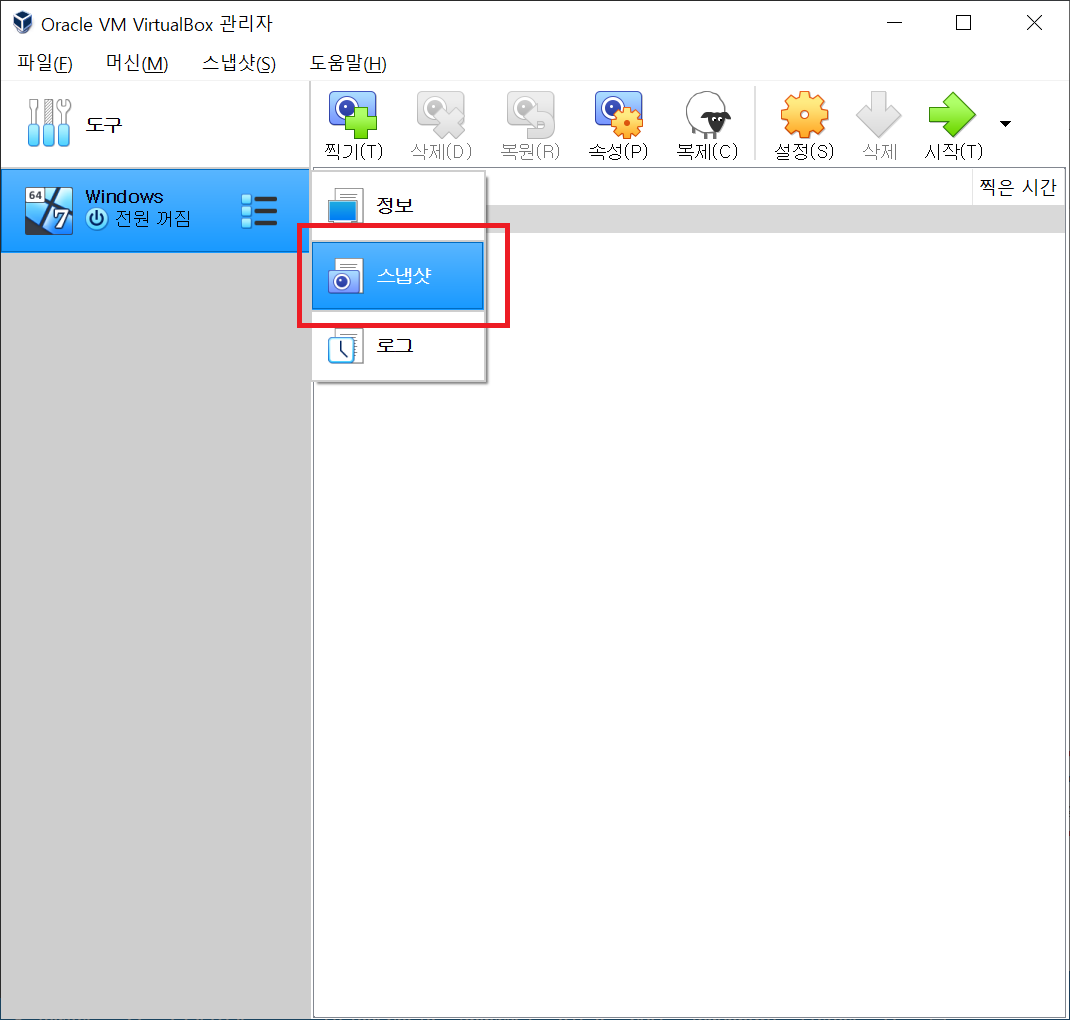 Oracle VM VirtualBox 관리자
파일(F) 머신(M) 스냅샷(S) 도움말(H)
도구
찍기(T) 삭제(D) 복원(R) 속성(P) 복제(C) 설정(S) 삭제 시작(T)
찍은 시간
64
7
Windows
전원 꺼짐
정보
스냅샷
로그